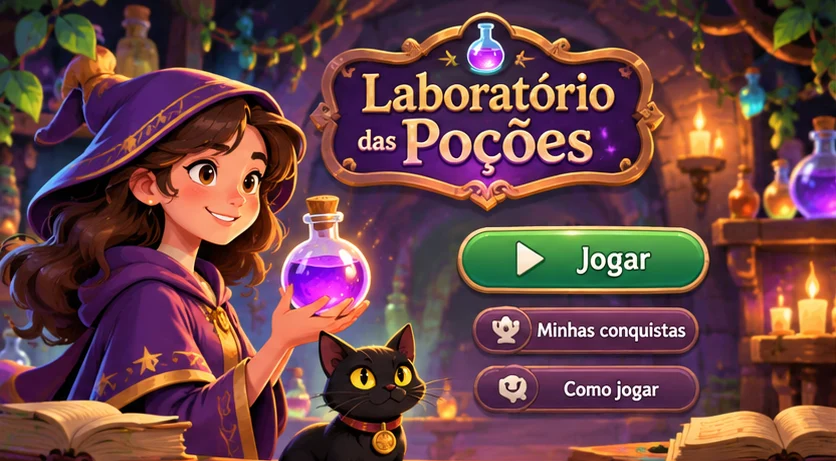 Laboratório
das Poções
Jogar
Minhas conquistas
Como jogar